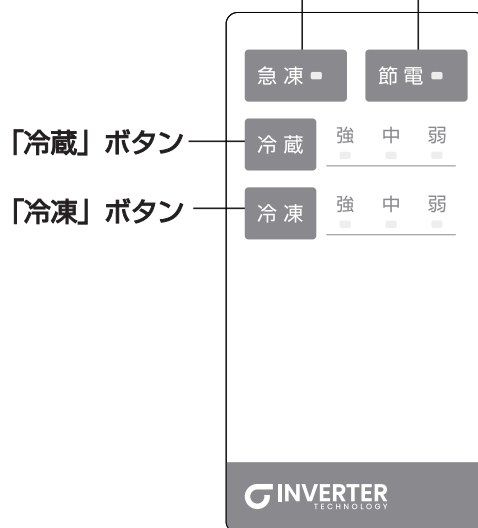 急凍 節電
「冷蔵」ボタン 冷蔵 強 中 弱
「冷凍」ボタン 冷凍 強 中 弱
INVERTER
TECHNOLOGY